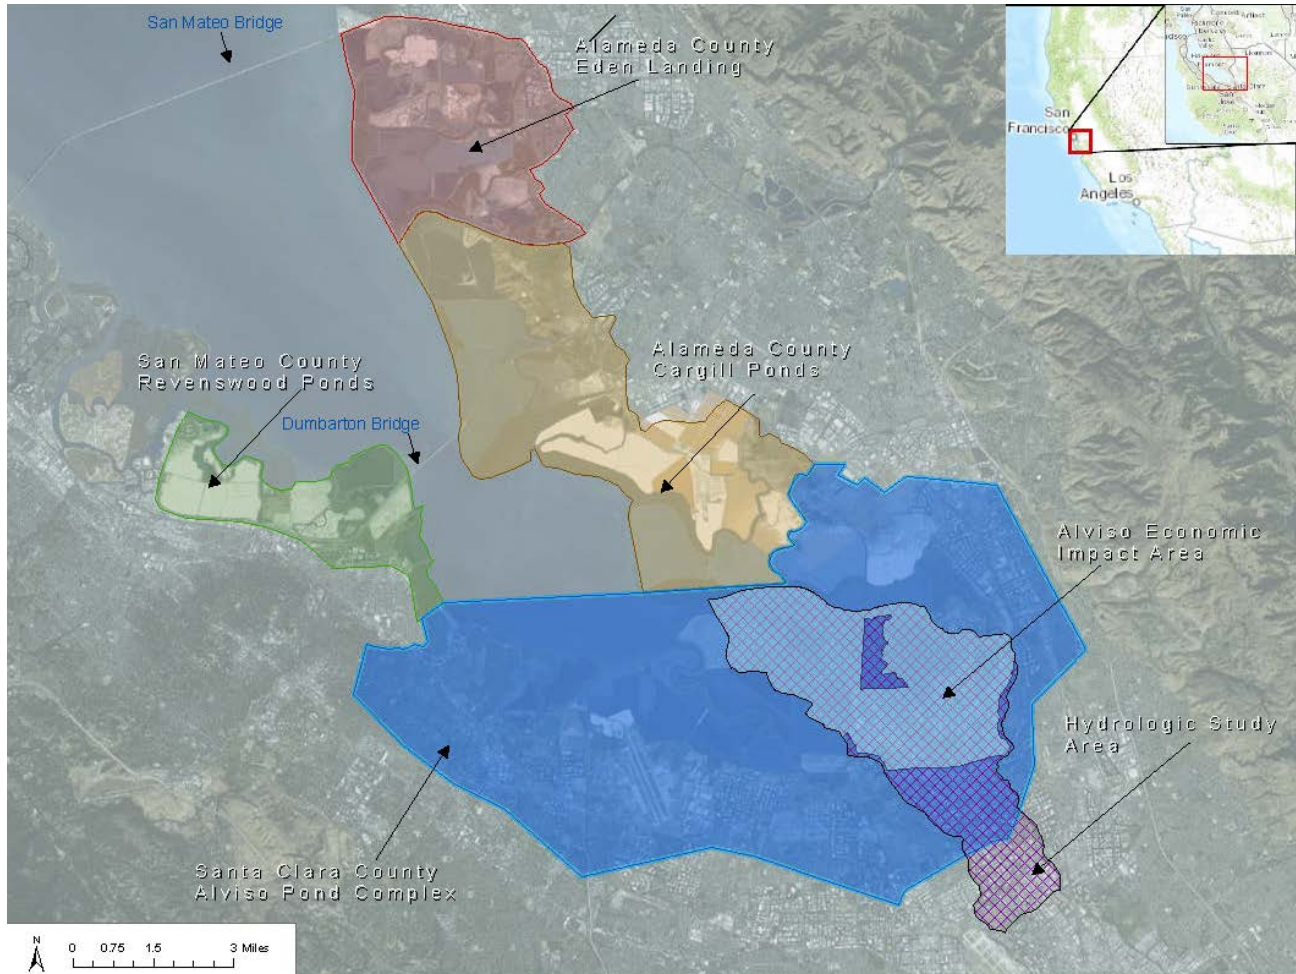 San Mateo Bridge
Alameda County
Eden Landing
San
Francisco
Los
Angeles
San Mateo County
Revenswood Ponds
Alameda County
Cargill Ponds
Dumbarton Bridge
Alviso Economic
Impact Area
Hydrologic Study
Area
Santa Clara County
Alviso Pond Complex
N
0 0.75 1.5 3 Miles